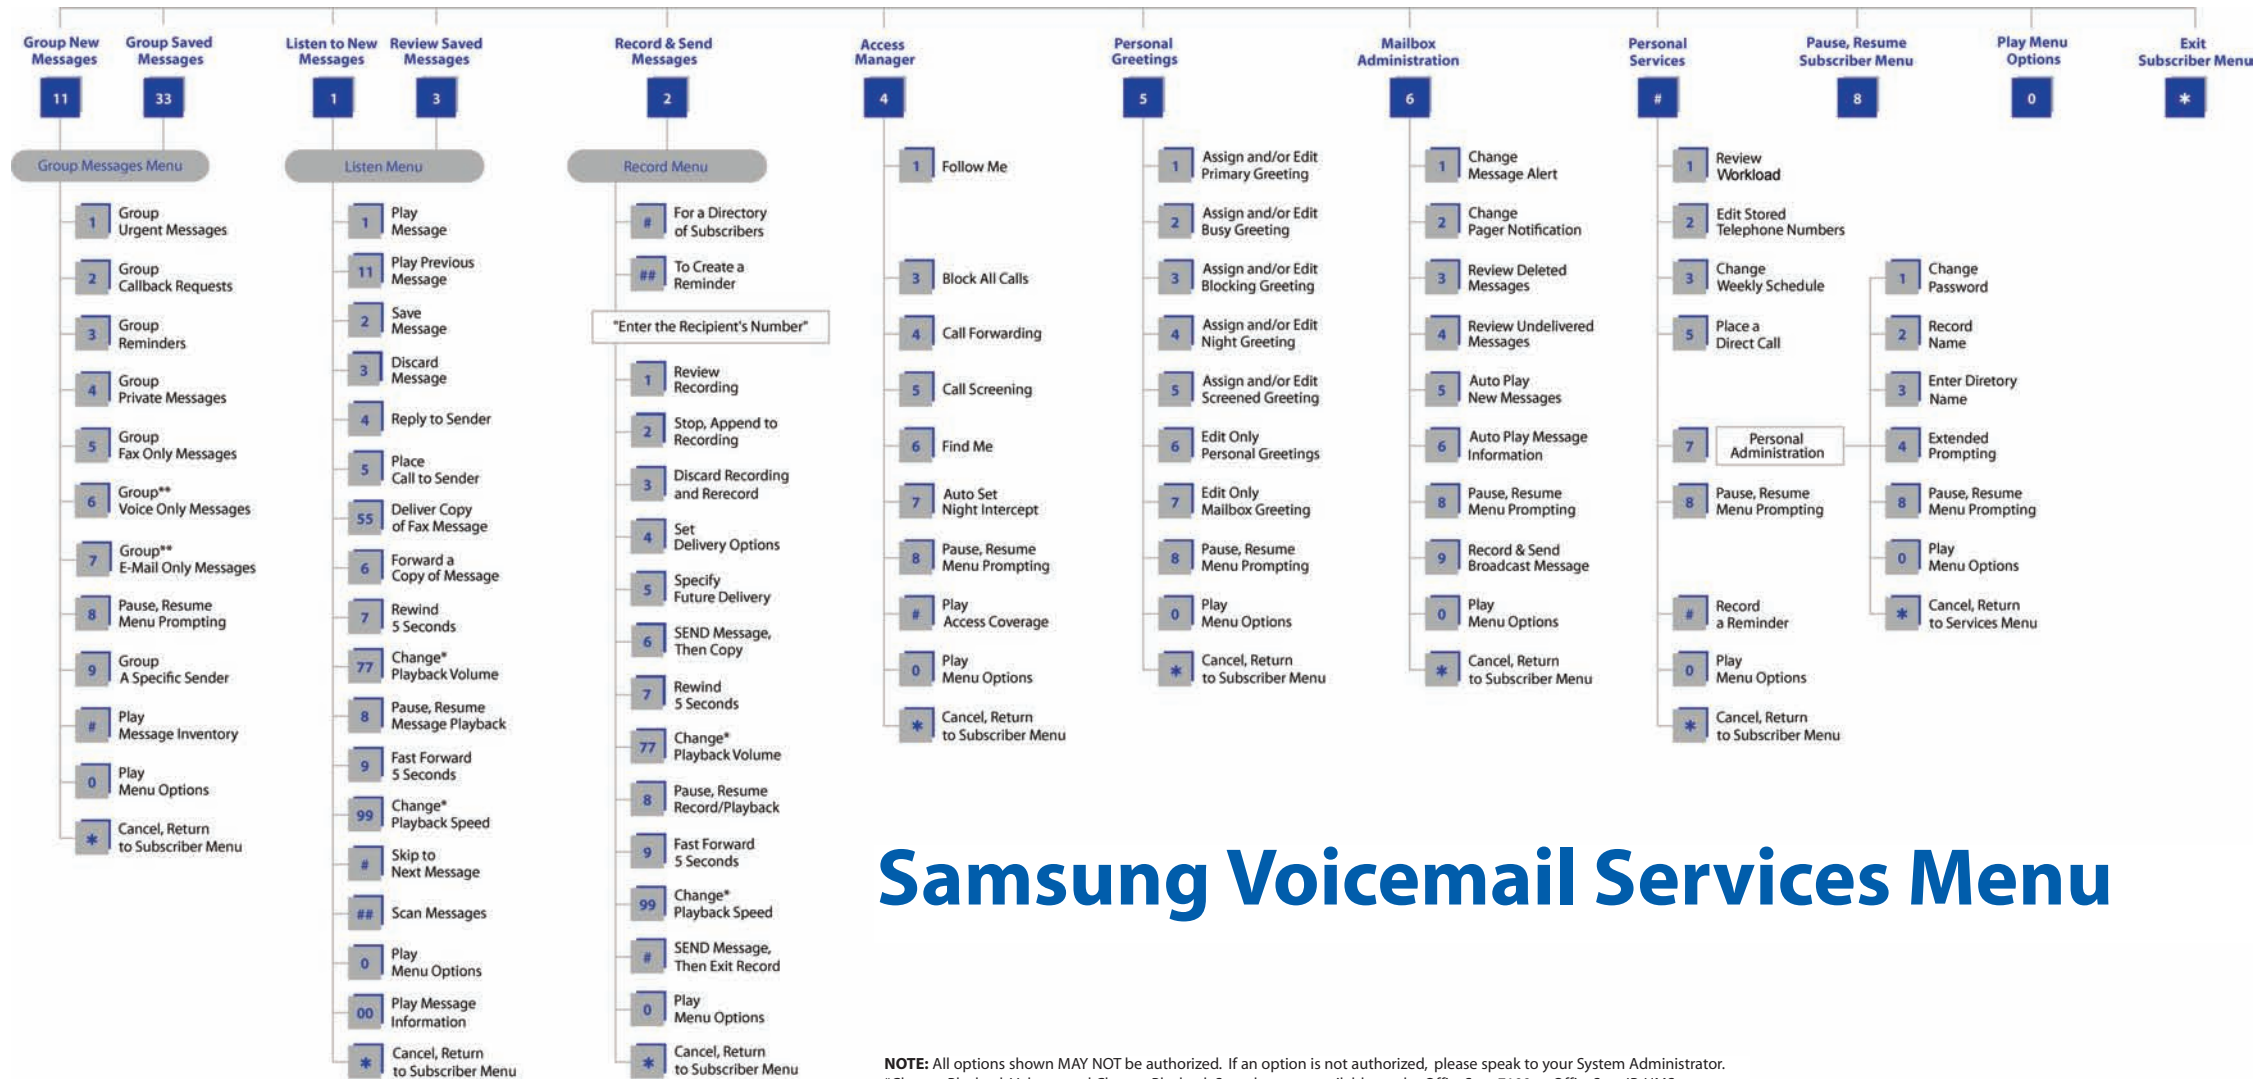 Group New
Messages
11
Group Saved
Messages
33
Group Messages Menu
1 Group
Urgent Messages
2 Group
Callback Requests
3 Group
Reminders
4 Group
Private Messages
5 Group
Fax Only Messages
6 Group**
Voice Only Messages
7 Group**
E-Mail Only Messages
8 Pause, Resume
Menu Prompting
9 Group
A Specific Sender
# Play
Message Inventory
0 Play
Menu Options
* Cancel, Return
to Subscriber Menu
Listen to New
Messages
1
Review Saved
Messages
3
Listen Menu
1 Play
Message
11 Play Previous
Message
2 Save
Message
3 Discard
Message
4 Reply to Sender
5 Place
Call to Sender
55 Deliver Copy
of Fax Message
6 Forward a
Copy of Message
7 Rewind
5 Seconds
77 Change*
Playback Volume
8 Pause, Resume
Message Playback
9 Fast Forward
5 Seconds
99 Change*
Playback Speed
# Skip to
Next Message
## Scan Messages
0 Play
Menu Options
00 Play Message
Information
* Cancel, Return
to Subscriber Menu
Record & Send
Messages
2
Record Menu
# For a Directory
of Subscribers
## To Create a
Reminder
"Enter the Recipient's Number"
1 Review
Recording
2 Stop, Append to
Recording
3 Discard Recording
and Rerecord
4 Set
Delivery Options
5 Specify
Future Delivery
6 SEND Message,
Then Copy
7 Rewind
5 Seconds
77 Change*
Playback Volume
8 Pause, Resume
Record/Playback
9 Fast Forward
5 Seconds
99 Change*
Playback Speed
# SEND Message,
Then Exit Record
0 Play
Menu Options
* Cancel, Return
to Subscriber Menu
Access
Manager
4
1 Follow Me
3 Block All Calls
4 Call Forwarding
5 Call Screening
6 Find Me
7 Auto Set
Night Intercept
8 Pause, Resume
Menu Prompting
# Play
Access Coverage
0 Play
Menu Options
* Cancel, Return
to Subscriber Menu
Personal
Greetings
5
1 Assign and/or Edit
Primary Greeting
2 Assign and/or Edit
Busy Greeting
3 Assign and/or Edit
Blocking Greeting
4 Assign and/or Edit
Night Greeting
5 Assign and/or Edit
Screened Greeting
6 Edit Only
Personal Greetings
7 Edit Only
Mailbox Greeting
8 Pause, Resume
Menu Prompting
0 Play
Menu Options
* Cancel, Return
to Subscriber Menu
Mailbox
Administration
6
1 Change
Message Alert
2 Change
Pager Notification
3 Review Deleted
Messages
4 Review Undelivered
Messages
5 Auto Play
New Messages
6 Auto Play Message
Information
8 Pause, Resume
Menu Prompting
9 Record & Send
Broadcast Message
0 Play
Menu Options
* Cancel, Return
to Subscriber Menu
Personal
Services
#
1 Review
Workload
2 Edit Stored
Telephone Numbers
3 Change
Weekly Schedule
5 Place a
Direct Call
7 Personal
Administration
8 Pause, Resume
Menu Prompting
# Record
a Reminder
0 Play
Menu Options
* Cancel, Return
to Subscriber Menu
1 Change
Password
2 Record
Name
3 Enter Diretory
Name
4 Extended
Prompting
8 Pause, Resume
Menu Prompting
0 Play
Menu Options
* Cancel, Return
to Services Menu
Pause, Resume
Subscriber Menu
8
Play Menu
Options
0
Exit
Subscriber Menu
*
Samsung Voicemail Services Menu
NOTE: All options shown MAY NOT be authorized. If an option is not authorized, please speak to your System Administrator.